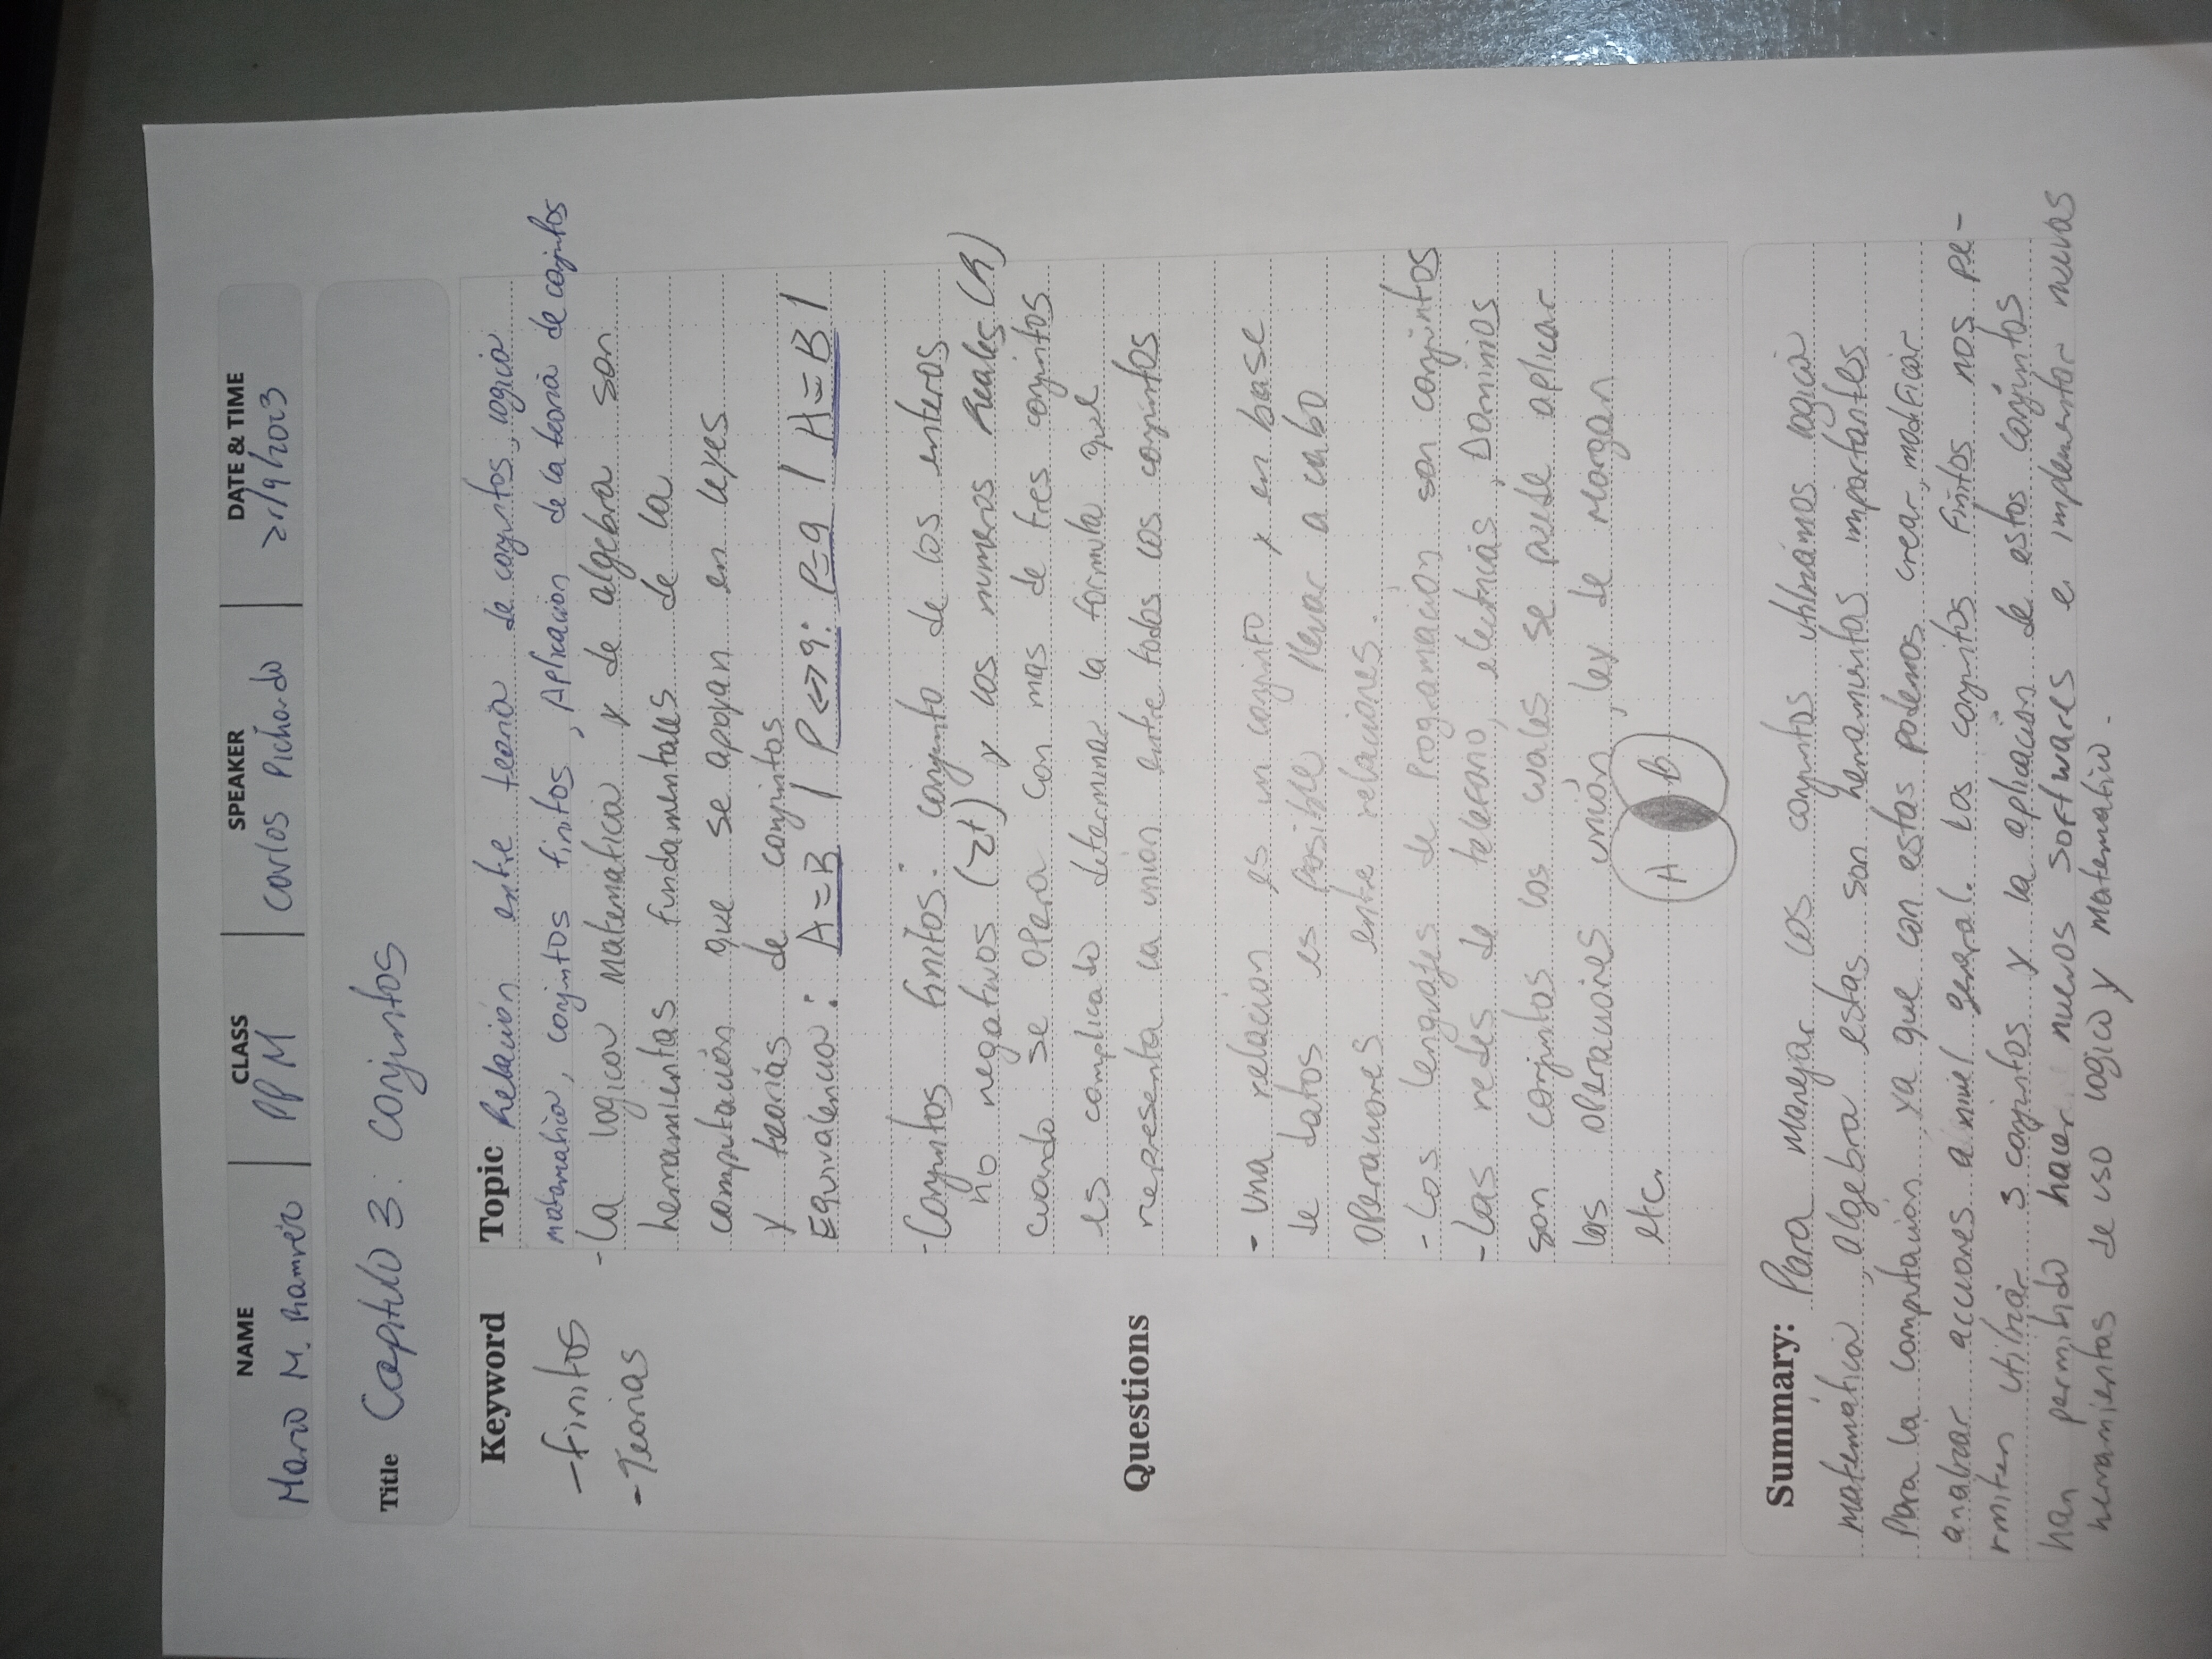 NAME CLASS SPEAKER DATE & TIME
Mario M. Ramírez PPM Carlos Pichardo 21/9/2023
Title Capitulo 3: Conjuntos
Keyword
-finitos
-Teorias
Topic Relación entre teoria de conjuntos, logica
matematica, conjuntos finitos, Aplicacion de la teoria de conjuntos
-La logica matematica y de algebra son
herramientas fundamentales de la
computación que se apoyan en leyes
y teorias de conjuntos
Equivalencia: A=B | P<->q: P=q | A=B |
-Conjuntos finitos: conjunto de los enteros
no negativos (Z+) y los numeros Reales (R)
cuando se opera con mas de tres conjuntos
es complicado determinar la formula que
representa la unión entre todos los conjuntos
Questions
- Una relacion es un conjunto y en base
de datos es posible llevar a cabo
operaciones entre relaciones.
-Los lenguajes de Programación son conjuntos
-Las redes de telefono, electricas, Dominios
son conjuntos los cuales se puede aplicar
las operaciones unión, ley de Morgan
etc.
A B
Summary: Para manejar los conjuntos utilizamos logica
matemática, algebra estas son herramientas importantes
Para la computación, ya que con estas podemos crear, modificar
analizar acciones a nivel general. Los conjuntos finitos nos pe-
rmiten utilizar 3 conjuntos y la aplicación de estos conjuntos
han permitido hacer nuevos softwares e implementar nuevas
herramientas de uso logico y matematico.